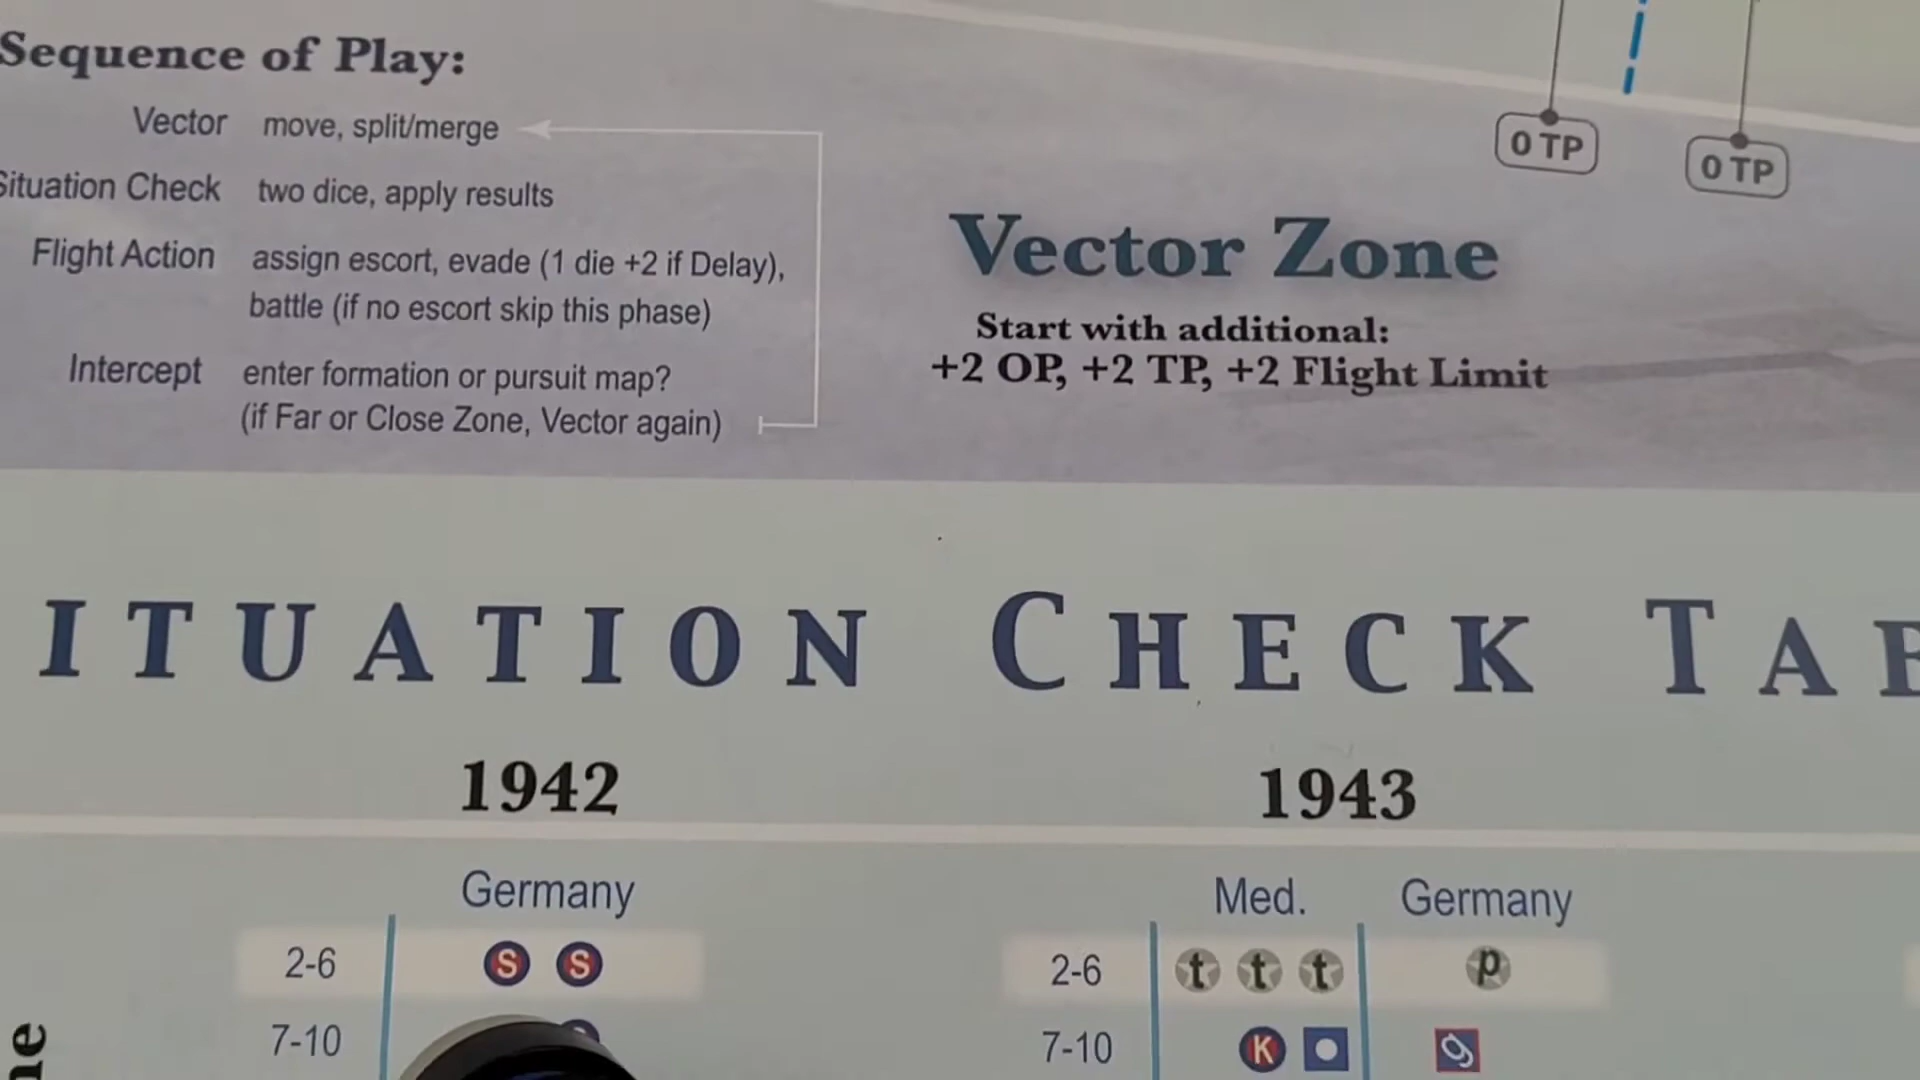 Sequence of Play:
Vector move, split/merge
Situation Check two dice, apply results
Flight Action assign escort, evade (1 die +2 if Delay),
battle (if no escort skip this phase)
Intercept enter formation or pursuit map?
(if Far or Close Zone, Vector again)
0 TP
0 TP
Vector Zone
Start with additional:
+2 OP, +2 TP, +2 Flight Limit
ITUATION CHECK TAB
1942
1943
Germany
Med. Germany
2-6 S S
2-6 t t t p
7-10
7-10 K